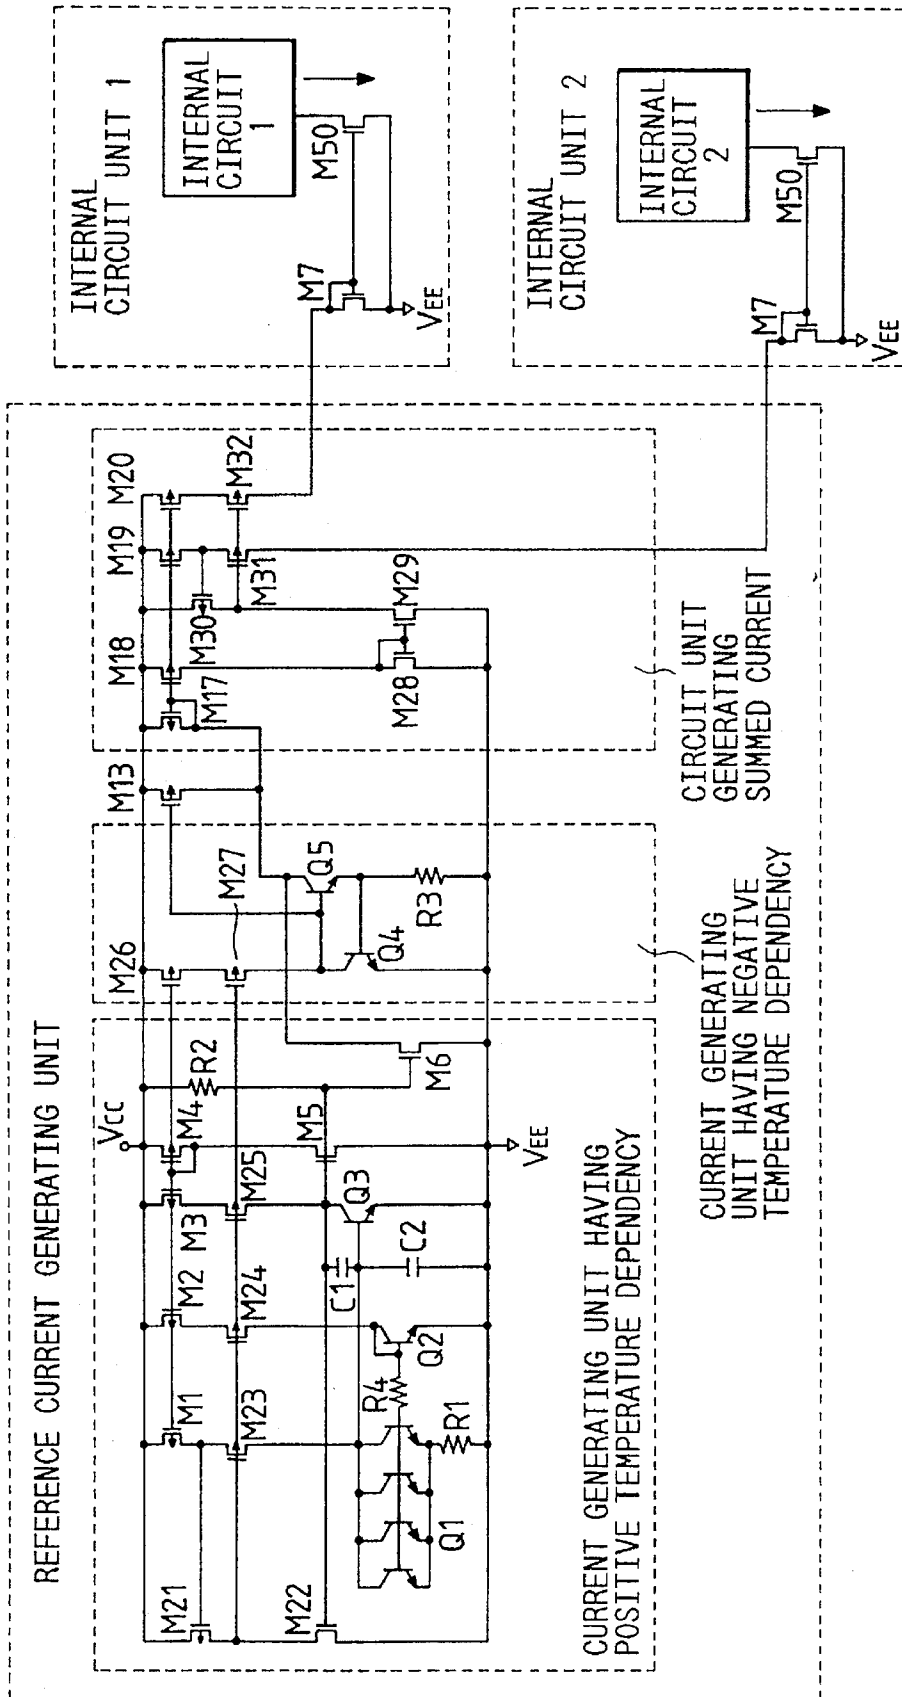 REFERENCE CURRENT GENERATING UNIT
VCC
M21
M1
M2
M3
M4
R2
M26
M13
M17
M18
M19
M20
M23
M24
M25
M27
M30
M31
M32
M22
M5
C1
Q3
C2
R4
Q1
Q2
R1
M6
Q5
Q4
R3
M28
M29
VEE
CURRENT GENERATING UNIT HAVING
POSITIVE TEMPERATURE DEPENDENCY
CURRENT GENERATING
UNIT HAVING NEGATIVE
TEMPERATURE DEPENDENCY
CIRCUIT UNIT
GENERATING
SUMMED CURRENT
INTERNAL
CIRCUIT UNIT 1
INTERNAL
CIRCUIT
1
M7
M50
VEE
INTERNAL
CIRCUIT UNIT 2
INTERNAL
CIRCUIT
2
M7
M50
VEE